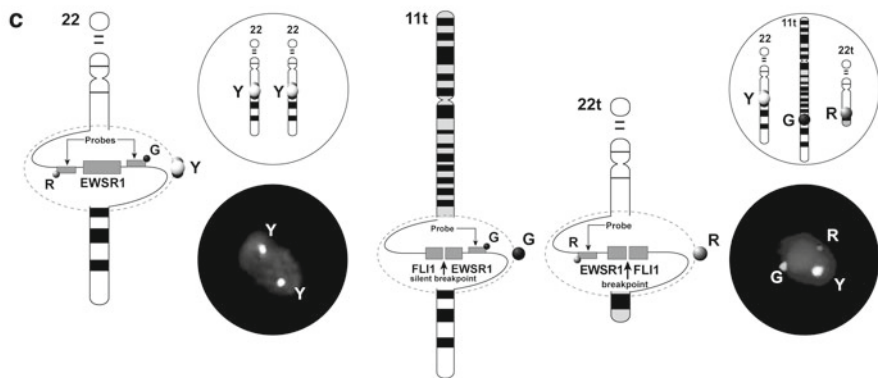 c
22
Probes
G
Y
R
EWSR1
22 22
Y Y
Y
Y
11t
Probe
G
G
FLI1 EWSR1
silent breakpoint
22t
Probe
R
R
EWSR1 FLI1
breakpoint
11t
22
22t
Y
G
R
R
G
Y